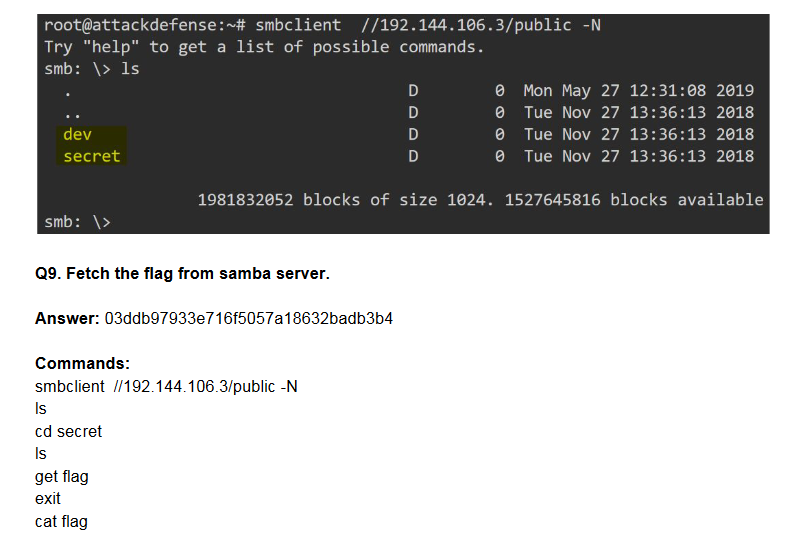 root@attackdefense:~# smbclient  //192.144.106.3/public -N
Try "help" to get a list of possible commands.
smb: \> ls
  .                                   D        0  Mon May 27 12:31:08 2019
  ..                                  D        0  Tue Nov 27 13:36:13 2018
  dev                                 D        0  Tue Nov 27 13:36:13 2018
  secret                              D        0  Tue Nov 27 13:36:13 2018
                1981832052 blocks of size 1024. 1527645816 blocks available
smb: \>
Q9. Fetch the flag from samba server.
Answer: 03ddb97933e716f5057a18632badb3b4
Commands:
smbclient  //192.144.106.3/public -N
ls
cd secret
ls
get flag
exit
cat flag